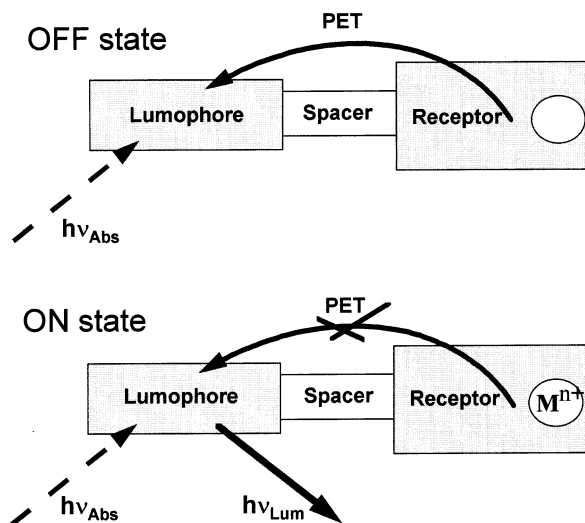 OFF state
PET
Lumophore
Spacer
Receptor
hνAbs
ON state
PET
Lumophore
Spacer
Receptor
Mn+
hνAbs
hνLum